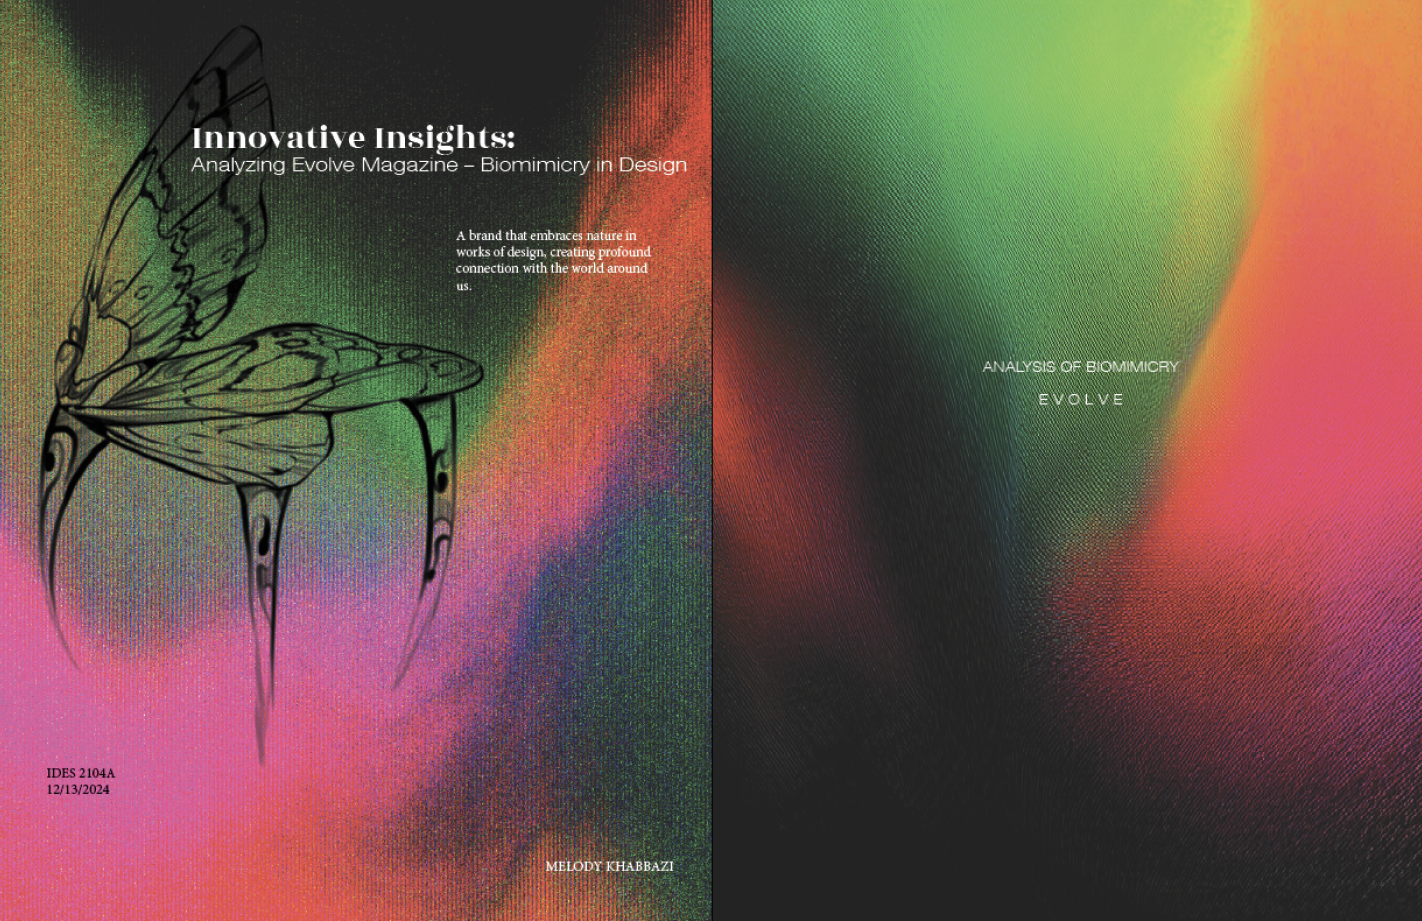 Innovative Insights:
Analyzing Evolve Magazine – Biomimicry in Design
A brand that embraces nature in
works of design, creating profound
connection with the world around
us.
IDES 2104A
12/13/2024
MELODY KHABBAZI
ANALYSIS OF BIOMIMICRY
EVOLVE